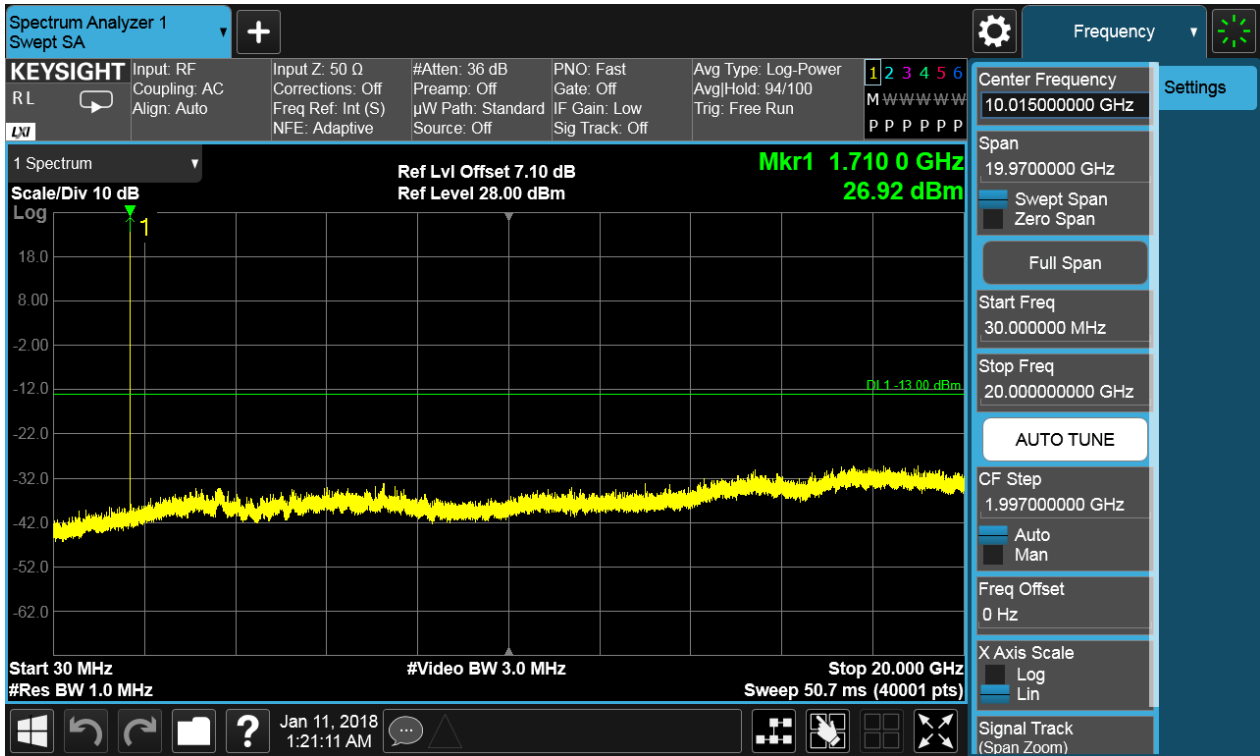 Spectrum Analyzer 1
Swept SA
+
Frequency
KEYSIGHT
RL
LXI
Input: RF
Coupling: AC
Align: Auto
Input Z: 50 Ω
Corrections: Off
Freq Ref: Int (S)
NFE: Adaptive
#Atten: 36 dB
Preamp: Off
µW Path: Standard
Source: Off
PNO: Fast
Gate: Off
IF Gain: Low
Sig Track: Off
Avg Type: Log-Power
Avg|Hold: 94/100
Trig: Free Run
1 2 3 4 5 6
M W W W W W
P P P P P P
1 Spectrum
Scale/Div 10 dB
Log
Ref Lvl Offset 7.10 dB
Ref Level 28.00 dBm
Mkr1 1.710 0 GHz
26.92 dBm
1
18.0
8.00
-2.00
-12.0
DL1 -13.00 dBm
-22.0
-32.0
-42.0
-52.0
-62.0
Start 30 MHz
#Res BW 1.0 MHz
#Video BW 3.0 MHz
Stop 20.000 GHz
Sweep 50.7 ms (40001 pts)
Center Frequency
10.015000000 GHz
Settings
Span
19.9700000 GHz
Swept Span
Zero Span
Full Span
Start Freq
30.000000 MHz
Stop Freq
20.000000000 GHz
AUTO TUNE
CF Step
1.997000000 GHz
Auto
Man
Freq Offset
0 Hz
X Axis Scale
Log
Lin
Signal Track
(Span Zoom)
?
Jan 11, 2018
1:21:11 AM